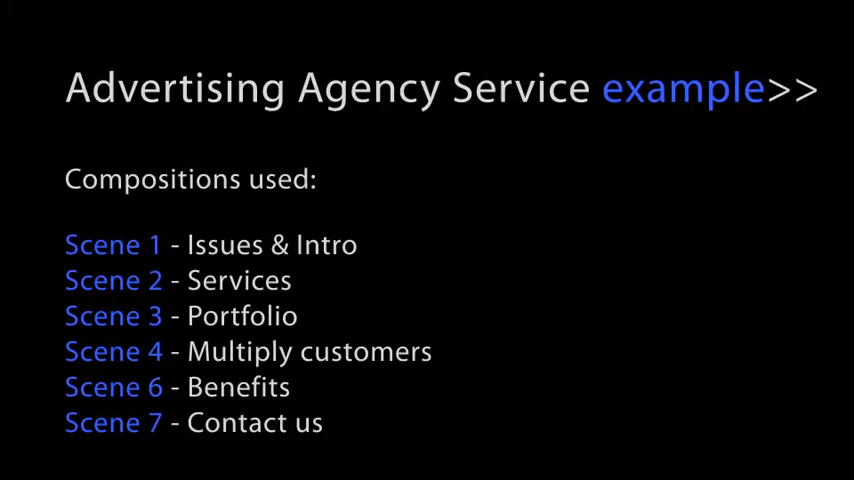 Advertising Agency Service example>>
Compositions used:
Scene 1 - Issues & Intro
Scene 2 - Services
Scene 3 - Portfolio
Scene 4 - Multiply customers
Scene 6 - Benefits
Scene 7 - Contact us